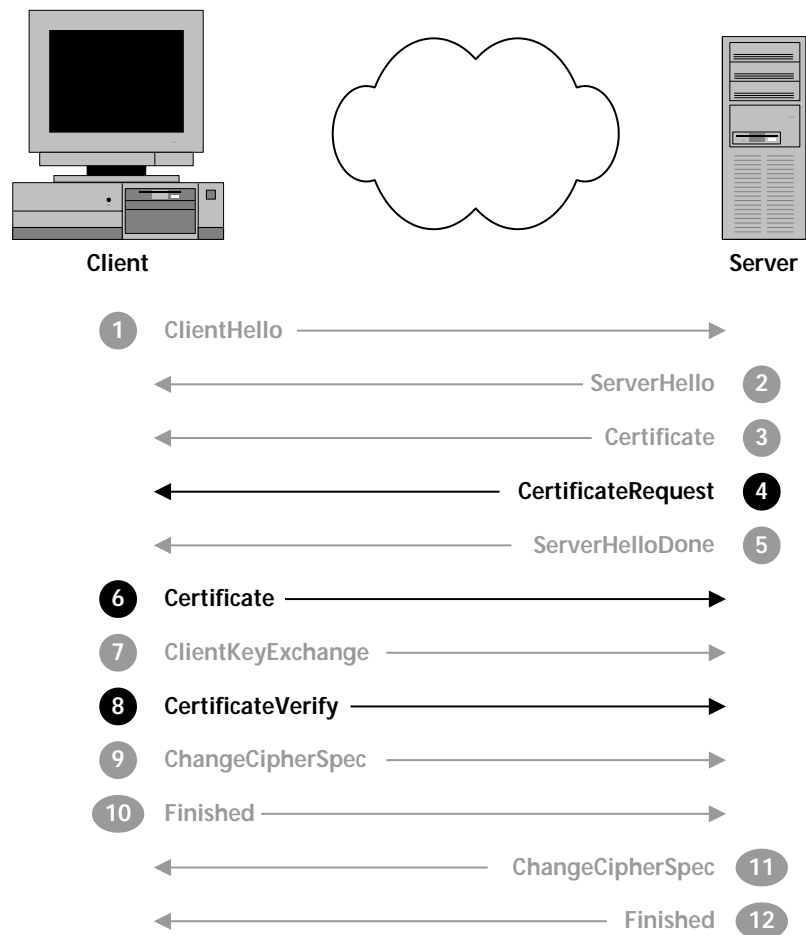 Client
Server
1 ClientHello
ServerHello 2
Certificate 3
CertificateRequest 4
ServerHelloDone 5
6 Certificate
7 ClientKeyExchange
8 CertificateVerify
9 ChangeCipherSpec
10 Finished
ChangeCipherSpec 11
Finished 12